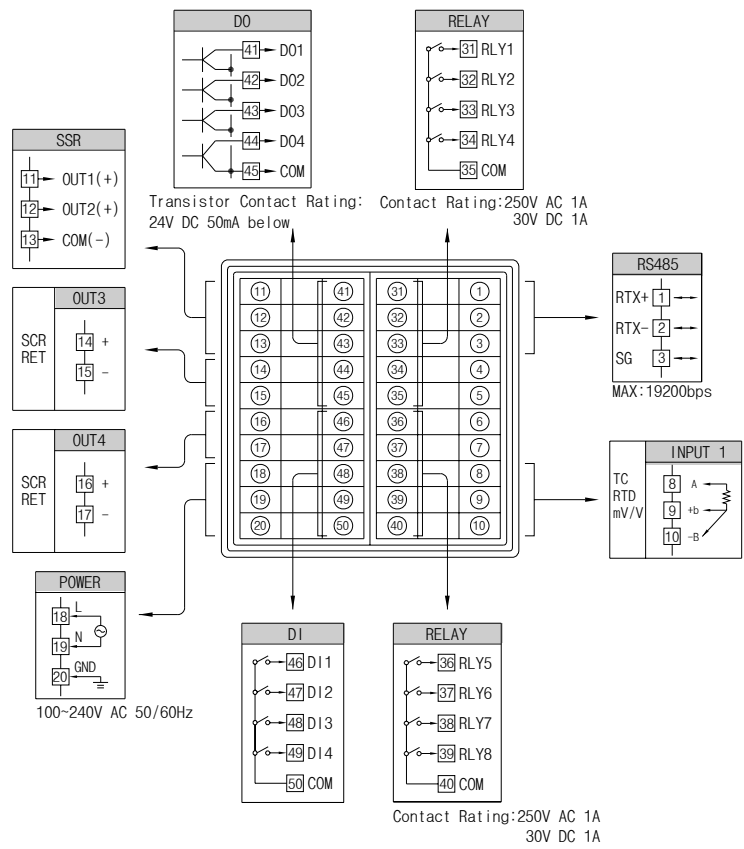 DO
41 DO1
42 DO2
43 DO3
44 DO4
45 COM
Transistor Contact Rating:
24V DC 50mA below
RELAY
31 RLY1
32 RLY2
33 RLY3
34 RLY4
35 COM
Contact Rating:250V AC 1A
30V DC 1A
SSR
11 OUT1(+)
12 OUT2(+)
13 COM(-)
OUT3
SCR
RET
14 +
15 -
OUT4
SCR
RET
16 +
17 -
POWER
18 L
19 N
20 GND
100~240V AC 50/60Hz
11 41 31 1
12 42 32 2
13 43 33 3
14 44 34 4
15 45 35 5
16 46 36 6
17 47 37 7
18 48 38 8
19 49 39 9
20 50 40 10
RS485
RTX+ 1
RTX- 2
SG 3
MAX:19200bps
INPUT 1
TC
RTD
mV/V
8 A
9 +b
10 -B
DI
46 DI1
47 DI2
48 DI3
49 DI4
50 COM
RELAY
36 RLY5
37 RLY6
38 RLY7
39 RLY8
40 COM
Contact Rating:250V AC 1A
30V DC 1A